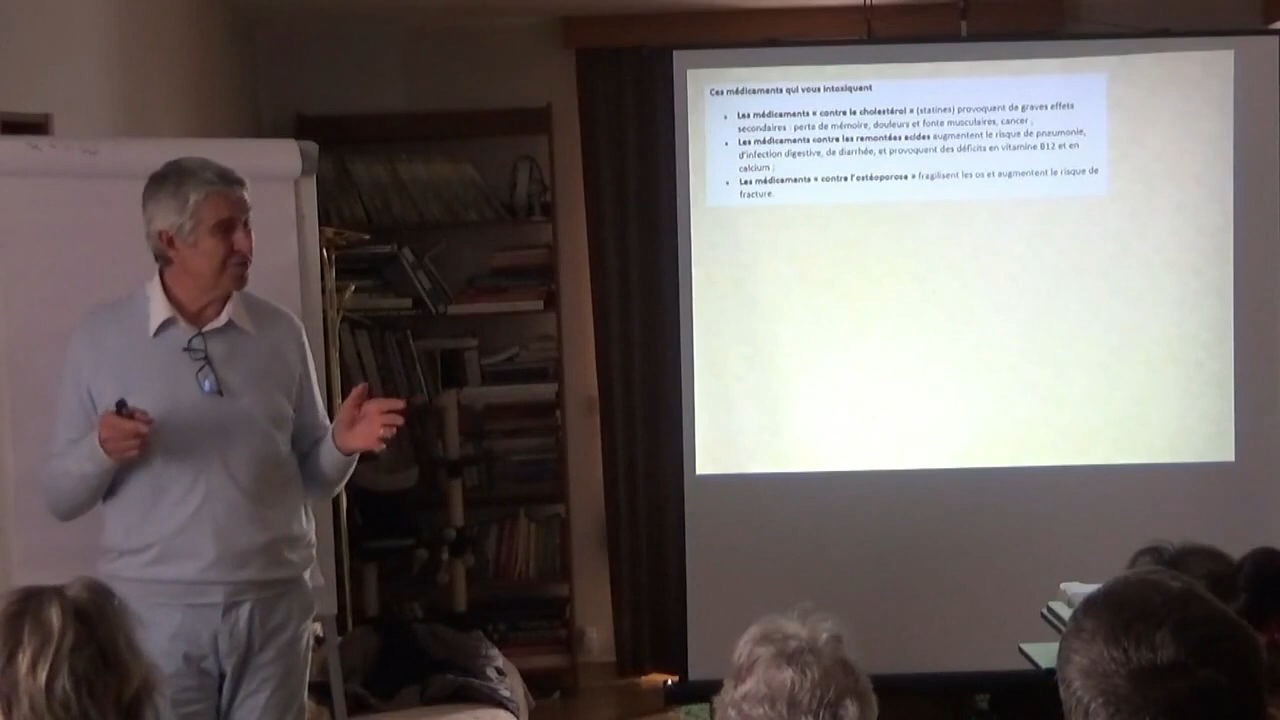 Ces médicaments qui vous intoxiquent
• Les médicaments « contre le cholestérol » (statines) provoquent de graves effets
secondaires : perte de mémoire, douleurs et fonte musculaires, cancer ;
• Les médicaments contre les remontées acides augmentent le risque de pneumonie,
d'infection digestive, de diarrhée, et provoquent des déficits en vitamine B12 et en
calcium ;
• Les médicaments « contre l'ostéoporose » fragilisent les os et augmentent le risque de
fracture.